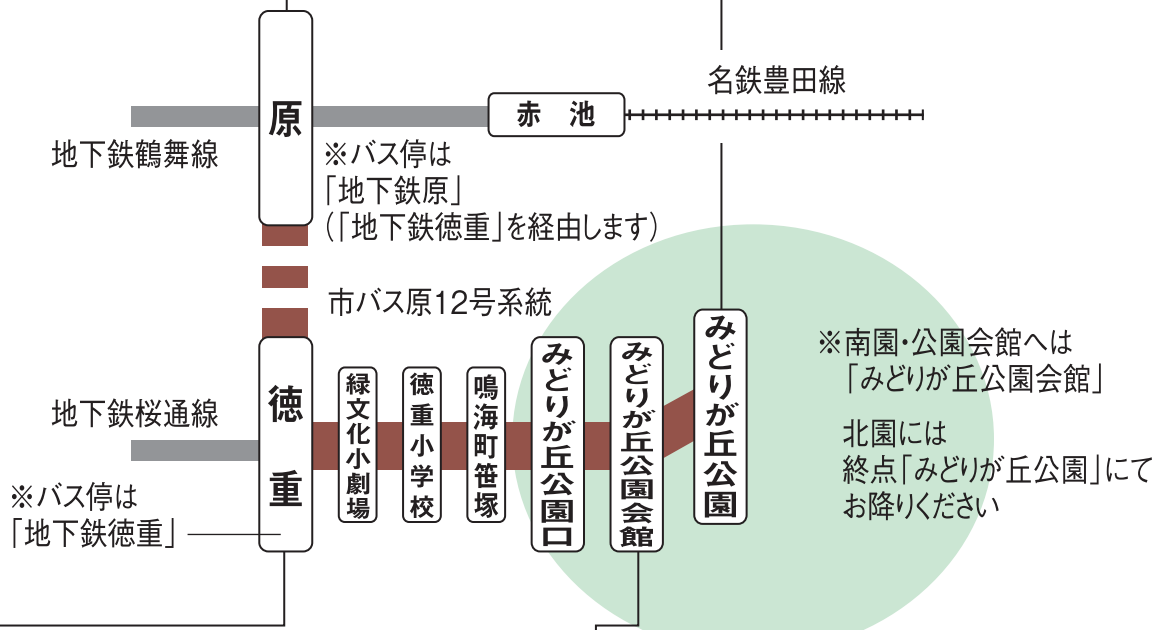 名鉄豊田線
原
赤池
地下鉄鶴舞線
※バス停は
「地下鉄原」
(「地下鉄徳重」を経由します)
市バス原12号系統
地下鉄桜通線
徳重
※バス停は
「地下鉄徳重」
緑文化小劇場
徳重小学校
鳴海町笹塚
みどりが丘公園口
みどりが丘公園会館
みどりが丘公園
※南園・公園会館へは
「みどりが丘公園会館」
北園には
終点「みどりが丘公園」にて
お降りください